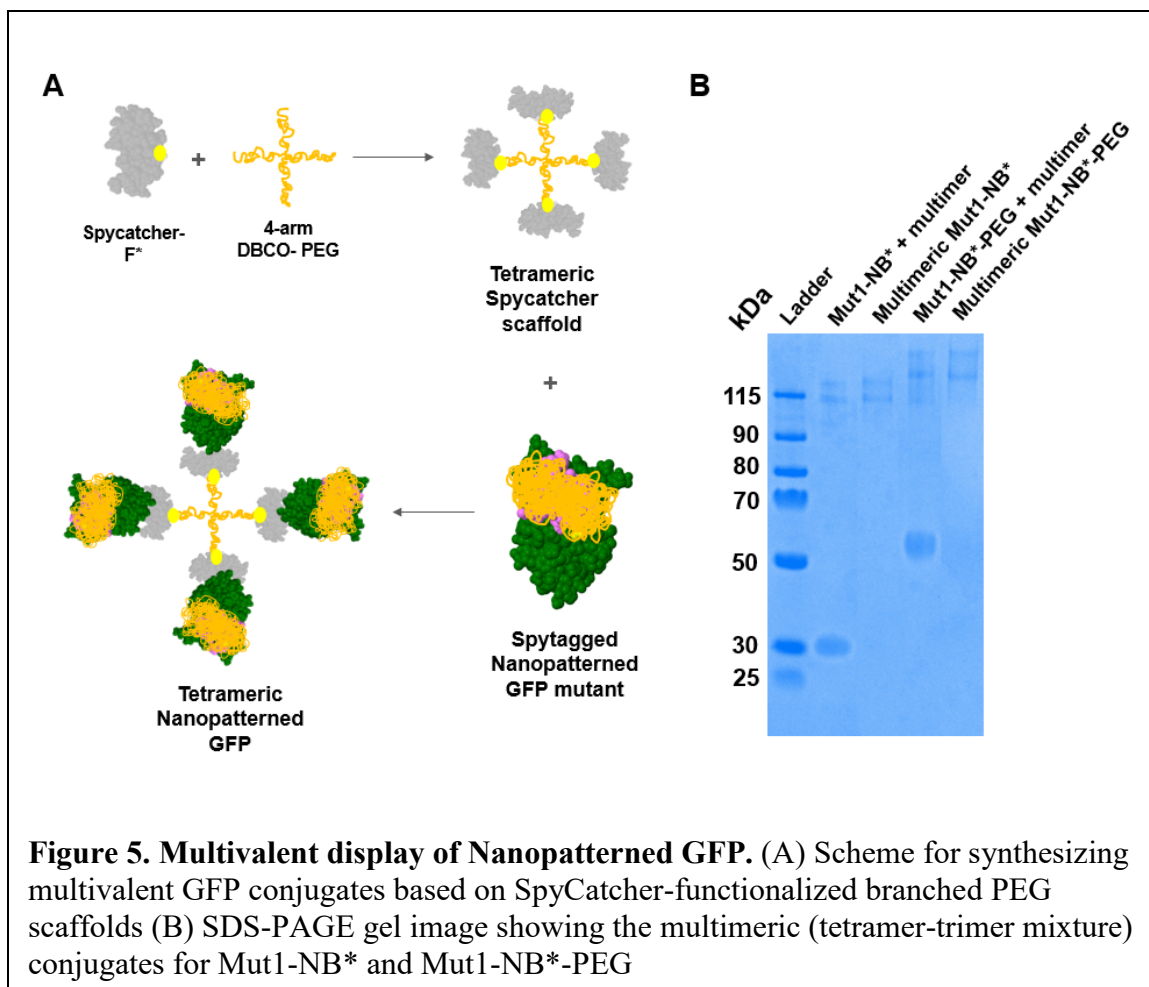 A
Spycatcher-
F*
+
4-arm
DBCO- PEG
Tetrameric
Spycatcher
scaffold
+
Spytagged
Nanopatterned
GFP mutant
Tetrameric
Nanopatterned
GFP
B
kDa
Ladder
Mut1-NB* + multimer
Multimeric Mut1-NB*
Mut1-NB*-PEG + multimer
Multimeric Mut1-NB*-PEG
115
90
80
70
50
30
25
Figure 5. Multivalent display of Nanopatterned GFP. (A) Scheme for synthesizing
multivalent GFP conjugates based on SpyCatcher-functionalized branched PEG
scaffolds (B) SDS-PAGE gel image showing the multimeric (tetramer-trimer mixture)
conjugates for Mut1-NB* and Mut1-NB*-PEG